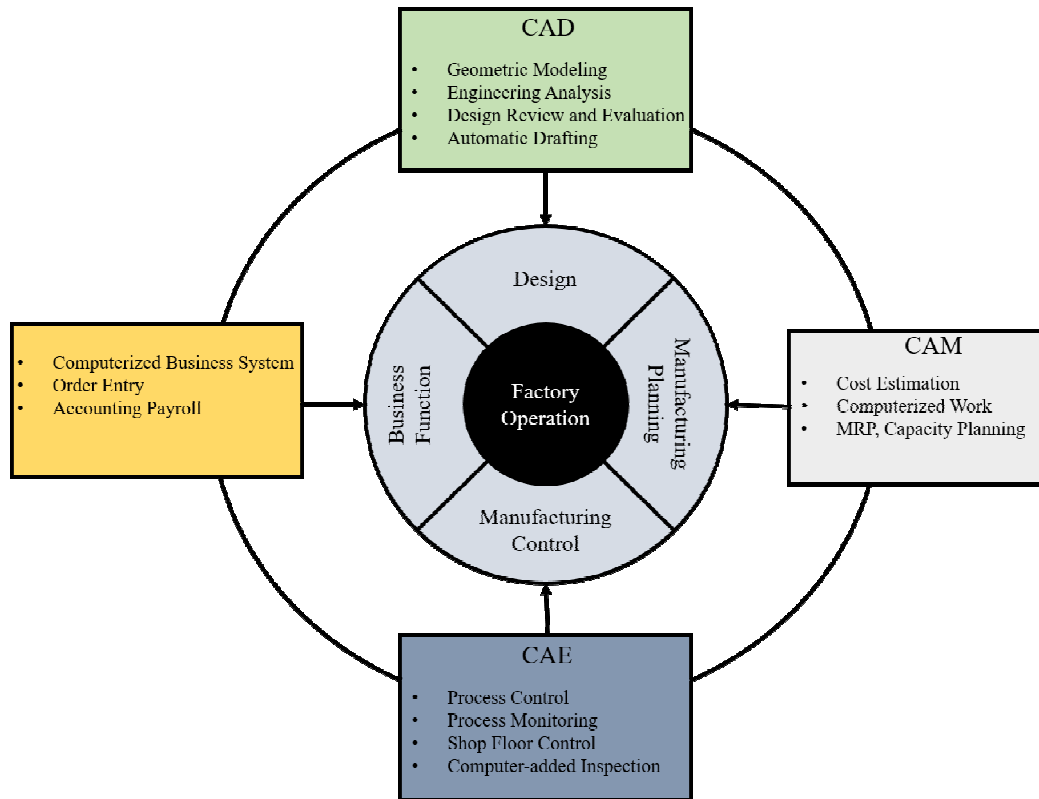 CAD
• Geometric Modeling
• Engineering Analysis
• Design Review and Evaluation
• Automatic Drafting
Design
• Computerized Business System
• Order Entry
• Accounting Payroll
Business
Function
Factory
Operation
Manufacturing
Planning
CAM
• Cost Estimation
• Computerized Work
• MRP, Capacity Planning
Manufacturing
Control
CAE
• Process Control
• Process Monitoring
• Shop Floor Control
• Computer-added Inspection